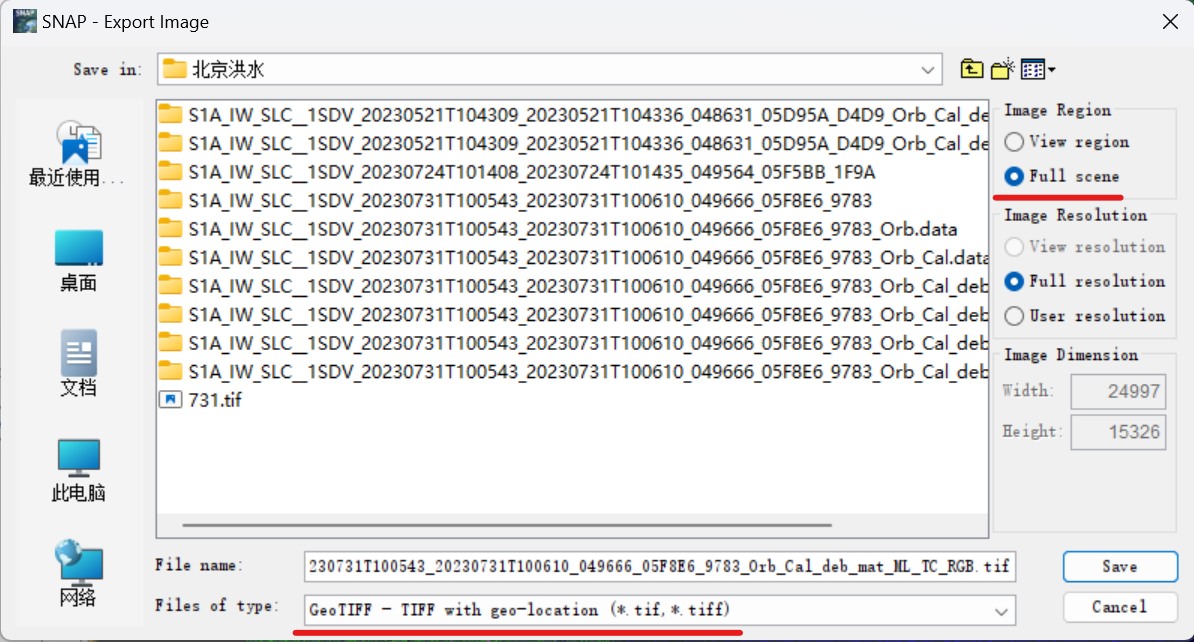 SNAP - Export Image
Save in:
北京洪水
最近使用...
桌面
文档
此电脑
网络
S1A_IW_SLC__1SDV_20230521T104309_20230521T104336_048631_05D95A_D4D9_Orb_Cal_de
S1A_IW_SLC__1SDV_20230521T104309_20230521T104336_048631_05D95A_D4D9_Orb_Cal_de
S1A_IW_SLC__1SDV_20230724T101408_20230724T101435_049564_05F5BB_1F9A
S1A_IW_SLC__1SDV_20230731T100543_20230731T100610_049666_05F8E6_9783
S1A_IW_SLC__1SDV_20230731T100543_20230731T100610_049666_05F8E6_9783_Orb.data
S1A_IW_SLC__1SDV_20230731T100543_20230731T100610_049666_05F8E6_9783_Orb_Cal.data
S1A_IW_SLC__1SDV_20230731T100543_20230731T100610_049666_05F8E6_9783_Orb_Cal_deb
S1A_IW_SLC__1SDV_20230731T100543_20230731T100610_049666_05F8E6_9783_Orb_Cal_deb
S1A_IW_SLC__1SDV_20230731T100543_20230731T100610_049666_05F8E6_9783_Orb_Cal_deb
S1A_IW_SLC__1SDV_20230731T100543_20230731T100610_049666_05F8E6_9783_Orb_Cal_deb
731.tif
Image Region
View region
Full scene
Image Resolution
View resolution
Full resolution
User resolution
Image Dimension
Width: 24997
Height: 15326
File name: 230731T100543_20230731T100610_049666_05F8E6_9783_Orb_Cal_deb_mat_ML_TC_RGB.tif
Save
Files of type: GeoTIFF - TIFF with geo-location (*.tif,*.tiff)
Cancel